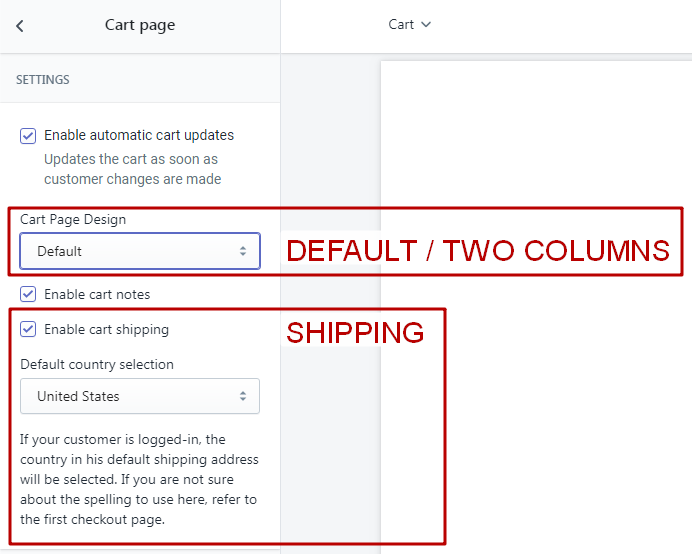 Cart page
Cart
SETTINGS
Enable automatic cart updates
Updates the cart as soon as
customer changes are made
Cart Page Design
Default
DEFAULT / TWO COLUMNS
Enable cart notes
Enable cart shipping
SHIPPING
Default country selection
United States
If your customer is logged-in, the
country in his default shipping address
will be selected. If you are not sure
about the spelling to use here, refer to
the first checkout page.